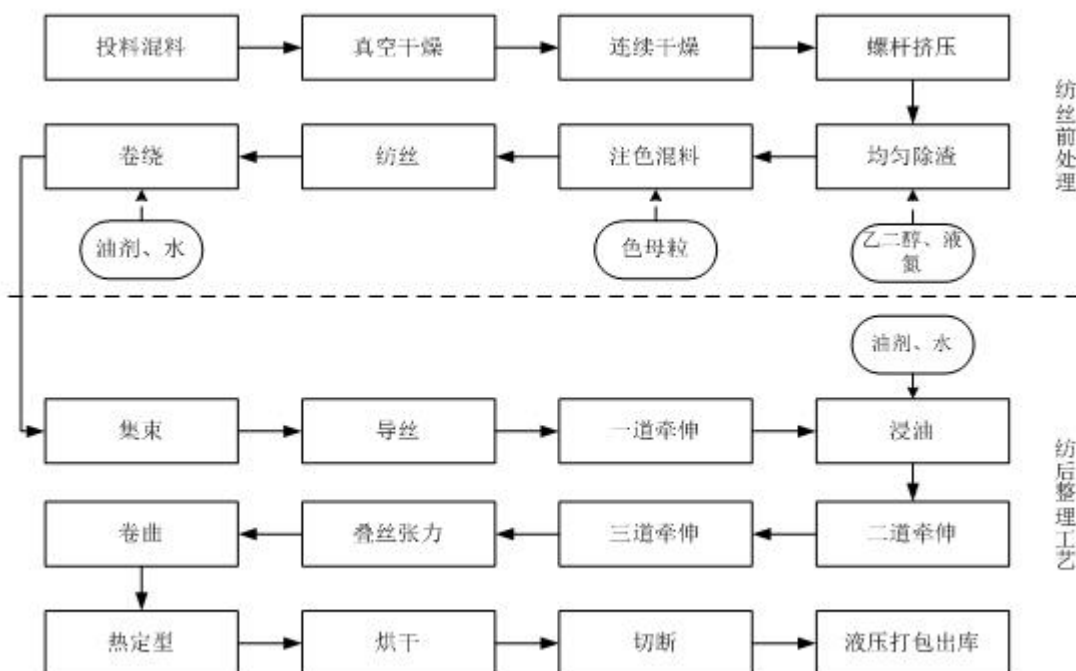 投料混料
真空干燥
连续干燥
螺杆挤压
卷绕
纺丝
注色混料
均匀除渣
油剂、水
色母粒
乙二醇、液
氮
纺丝前处理
油剂、水
集束
导丝
一道牵伸
浸油
卷曲
叠丝张力
三道牵伸
二道牵伸
热定型
烘干
切断
液压打包出库
纺后整理工艺